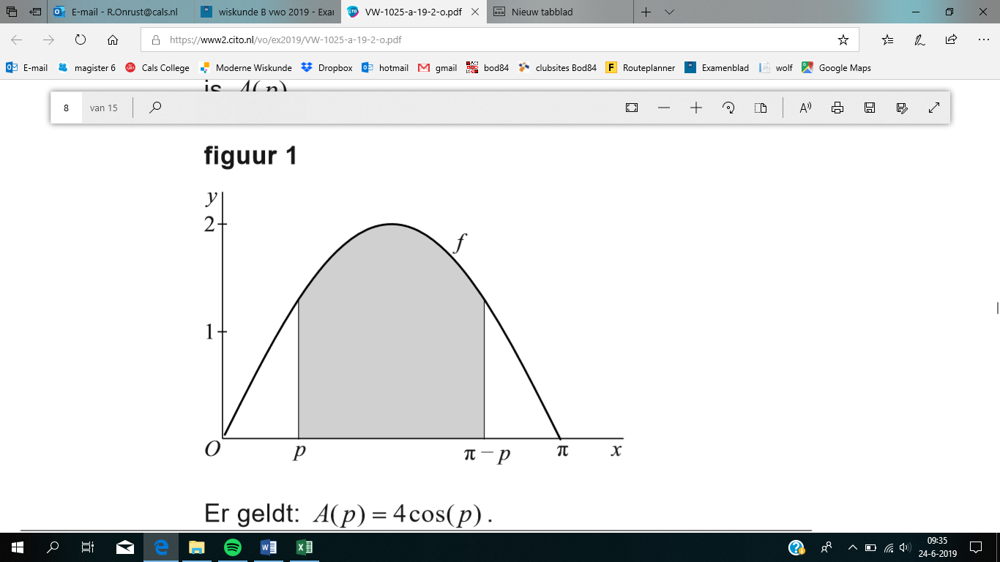 E-mail - R.Onrust@cals.nl
wiskunde B vwo 2019 - Exar
VW-1025-a-19-2-o.pdf
Nieuw tabblad
https://www2.cito.nl/vo/ex2019/VW-1025-a-19-2-o.pdf
E-mail magister 6 Cals College Moderne Wiskunde Dropbox hotmail gmail bod84 clubsites Bod84 Routeplanner Examenblad wolf Google Maps
is A(p)
8 van 15
figuur 1
y
2
f
1
O p π − p π x
Er geldt: A(p) = 4cos(p).
09:35
24-6-2019